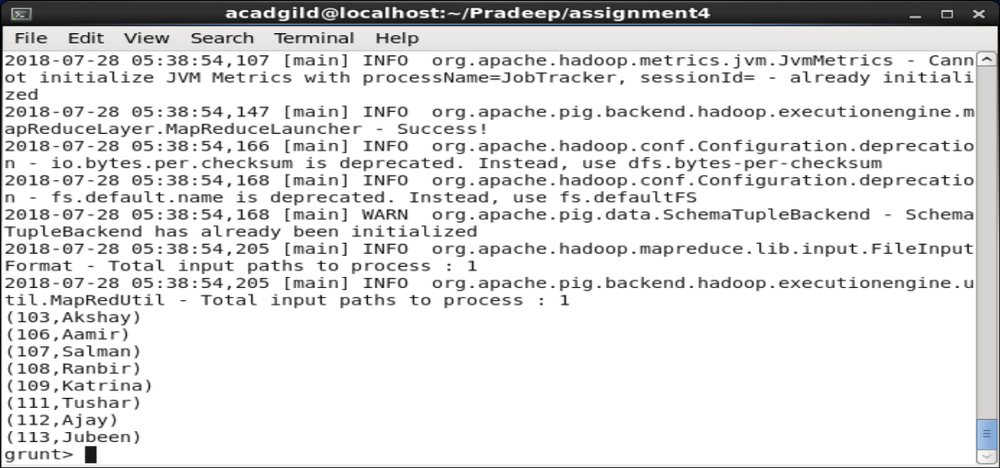 acadgild@localhost:~/Pradeep/assignment4
File Edit View Search Terminal Help
2018-07-28 05:38:54,107 [main] INFO  org.apache.hadoop.metrics.jvm.JvmMetrics - Cann
ot initialize JVM Metrics with processName=JobTracker, sessionId= - already initiali
zed
2018-07-28 05:38:54,147 [main] INFO  org.apache.pig.backend.hadoop.executionengine.m
apReduceLayer.MapReduceLauncher - Success!
2018-07-28 05:38:54,166 [main] INFO  org.apache.hadoop.conf.Configuration.deprecatio
n - io.bytes.per.checksum is deprecated. Instead, use dfs.bytes-per-checksum
2018-07-28 05:38:54,168 [main] INFO  org.apache.hadoop.conf.Configuration.deprecatio
n - fs.default.name is deprecated. Instead, use fs.defaultFS
2018-07-28 05:38:54,168 [main] WARN  org.apache.pig.data.SchemaTupleBackend - Schema
TupleBackend has already been initialized
2018-07-28 05:38:54,205 [main] INFO  org.apache.hadoop.mapreduce.lib.input.FileInput
Format - Total input paths to process : 1
2018-07-28 05:38:54,205 [main] INFO  org.apache.pig.backend.hadoop.executionengine.u
til.MapRedUtil - Total input paths to process : 1
(103,Akshay)
(106,Aamir)
(107,Salman)
(108,Ranbir)
(109,Katrina)
(111,Tushar)
(112,Ajay)
(113,Jubeen)
grunt>